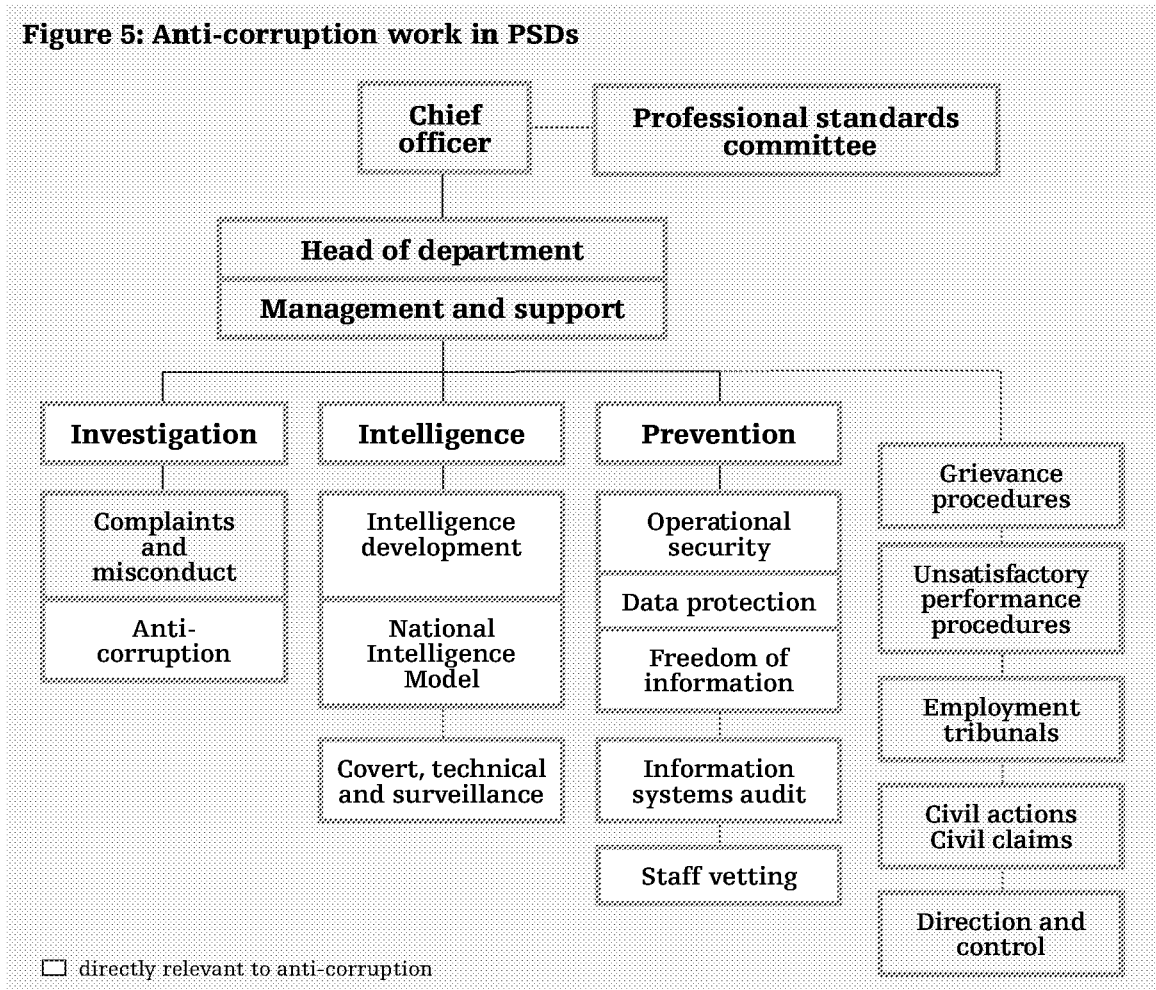 Figure 5: Anti-corruption work in PSDs
Chief
officer
Professional standards
committee
Head of department
Management and support
Investigation
Complaints
and
misconduct
Anti-
corruption
Intelligence
Intelligence
development
National
Intelligence
Model
Covert, technical
and surveillance
Prevention
Operational
security
Data protection
Freedom of
information
Information
systems audit
Staff vetting
Grievance
procedures
Unsatisfactory
performance
procedures
Employment
tribunals
Civil actions
Civil claims
Direction and
control
directly relevant to anti-corruption